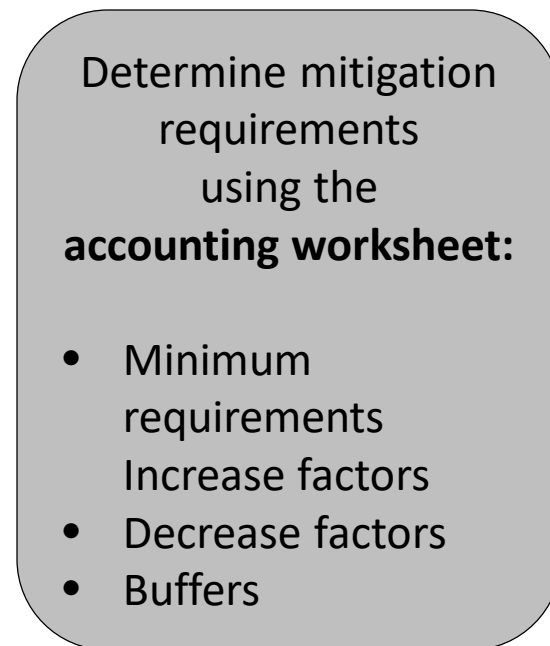 Determine mitigation
requirements
using the
accounting worksheet:
• Minimum
requirements
Increase factors
• Decrease factors
• Buffers